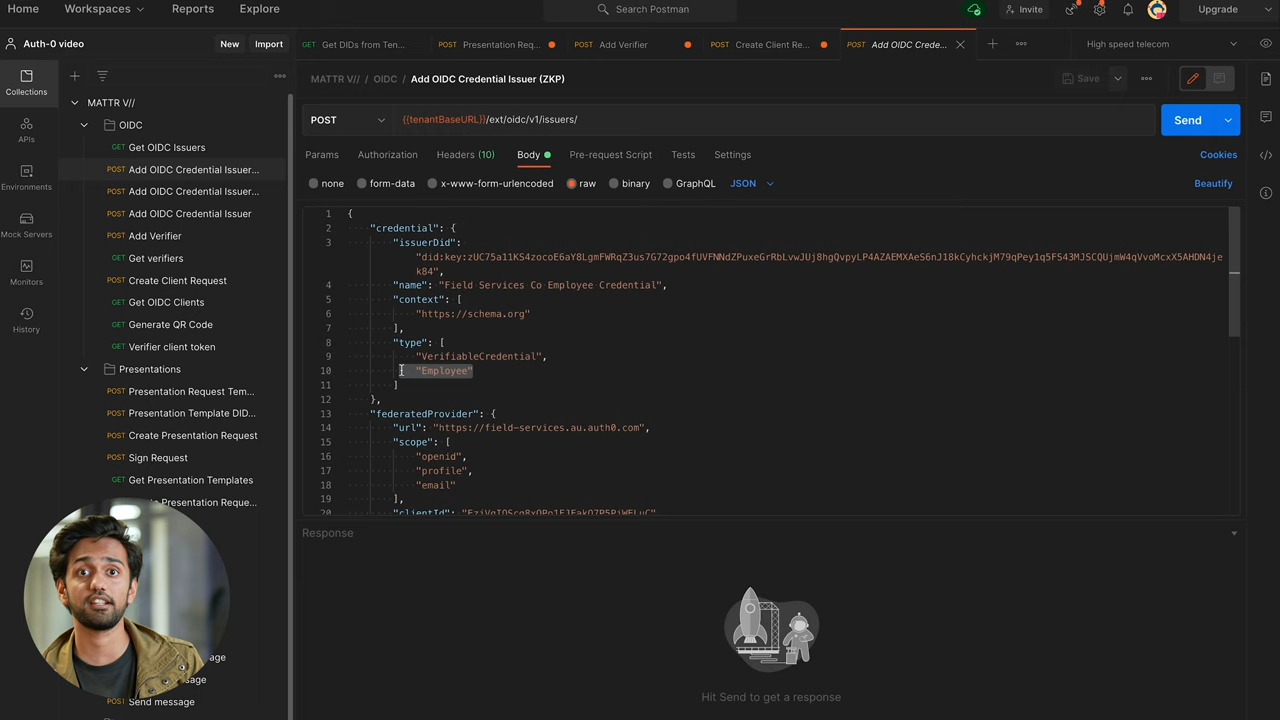 Home Workspaces Reports Explore Search Postman Invite Upgrade
Auth-0 video New Import GET Get DIDs from Ten... POST Presentation Req... POST Add Verifier POST Create Client Re... POST Add OIDC Crede... High speed telecom
Collections
APIs
Environments
Mock Servers
Monitors
History
MATTR V//
OIDC
GET Get OIDC Issuers
POST Add OIDC Credential Issuer...
POST Add OIDC Credential Issuer...
POST Add OIDC Credential Issuer
POST Add Verifier
GET Get verifiers
POST Create Client Request
GET Get OIDC Clients
POST Generate QR Code
POST Verifier client token
Presentations
POST Presentation Request Tem...
POST Presentation Template DID...
POST Create Presentation Request
POST Sign Request
GET Get Presentation Templates
Presentation Reque...
POST Send message
MATTR V// / OIDC / Add OIDC Credential Issuer (ZKP) Save
POST {{tenantBaseURL}}/ext/oidc/v1/issuers/ Send
Params Authorization Headers (10) Body Pre-request Script Tests Settings Cookies
none form-data x-www-form-urlencoded raw binary GraphQL JSON Beautify
1 {
2 "credential": {
3 "issuerDid":
"did:key:zUC75a11KS4zocoE6aY8LgmFWRqZ3us7G72gpo4fUVFNNdZPuxeGrRbLvwJUj8hgQvpyLP4AZAEMXAeS6nJ18kCyhckjM79qPey1q5FS43MJSCQUjmW4qVvoMcxX5AHDN4je
k84",
4 "name": "Field Services Co Employee Credential",
5 "context": [
6 "https://schema.org"
7 ],
8 "type": [
9 "VerifiableCredential",
10 "Employee"
11 ]
12 },
13 "federatedProvider": {
14 "url": "https://field-services.au.auth0.com",
15 "scope": [
16 "openid",
17 "profile",
18 "email"
19 ],
20 "clientId":
Response
Hit Send to get a response